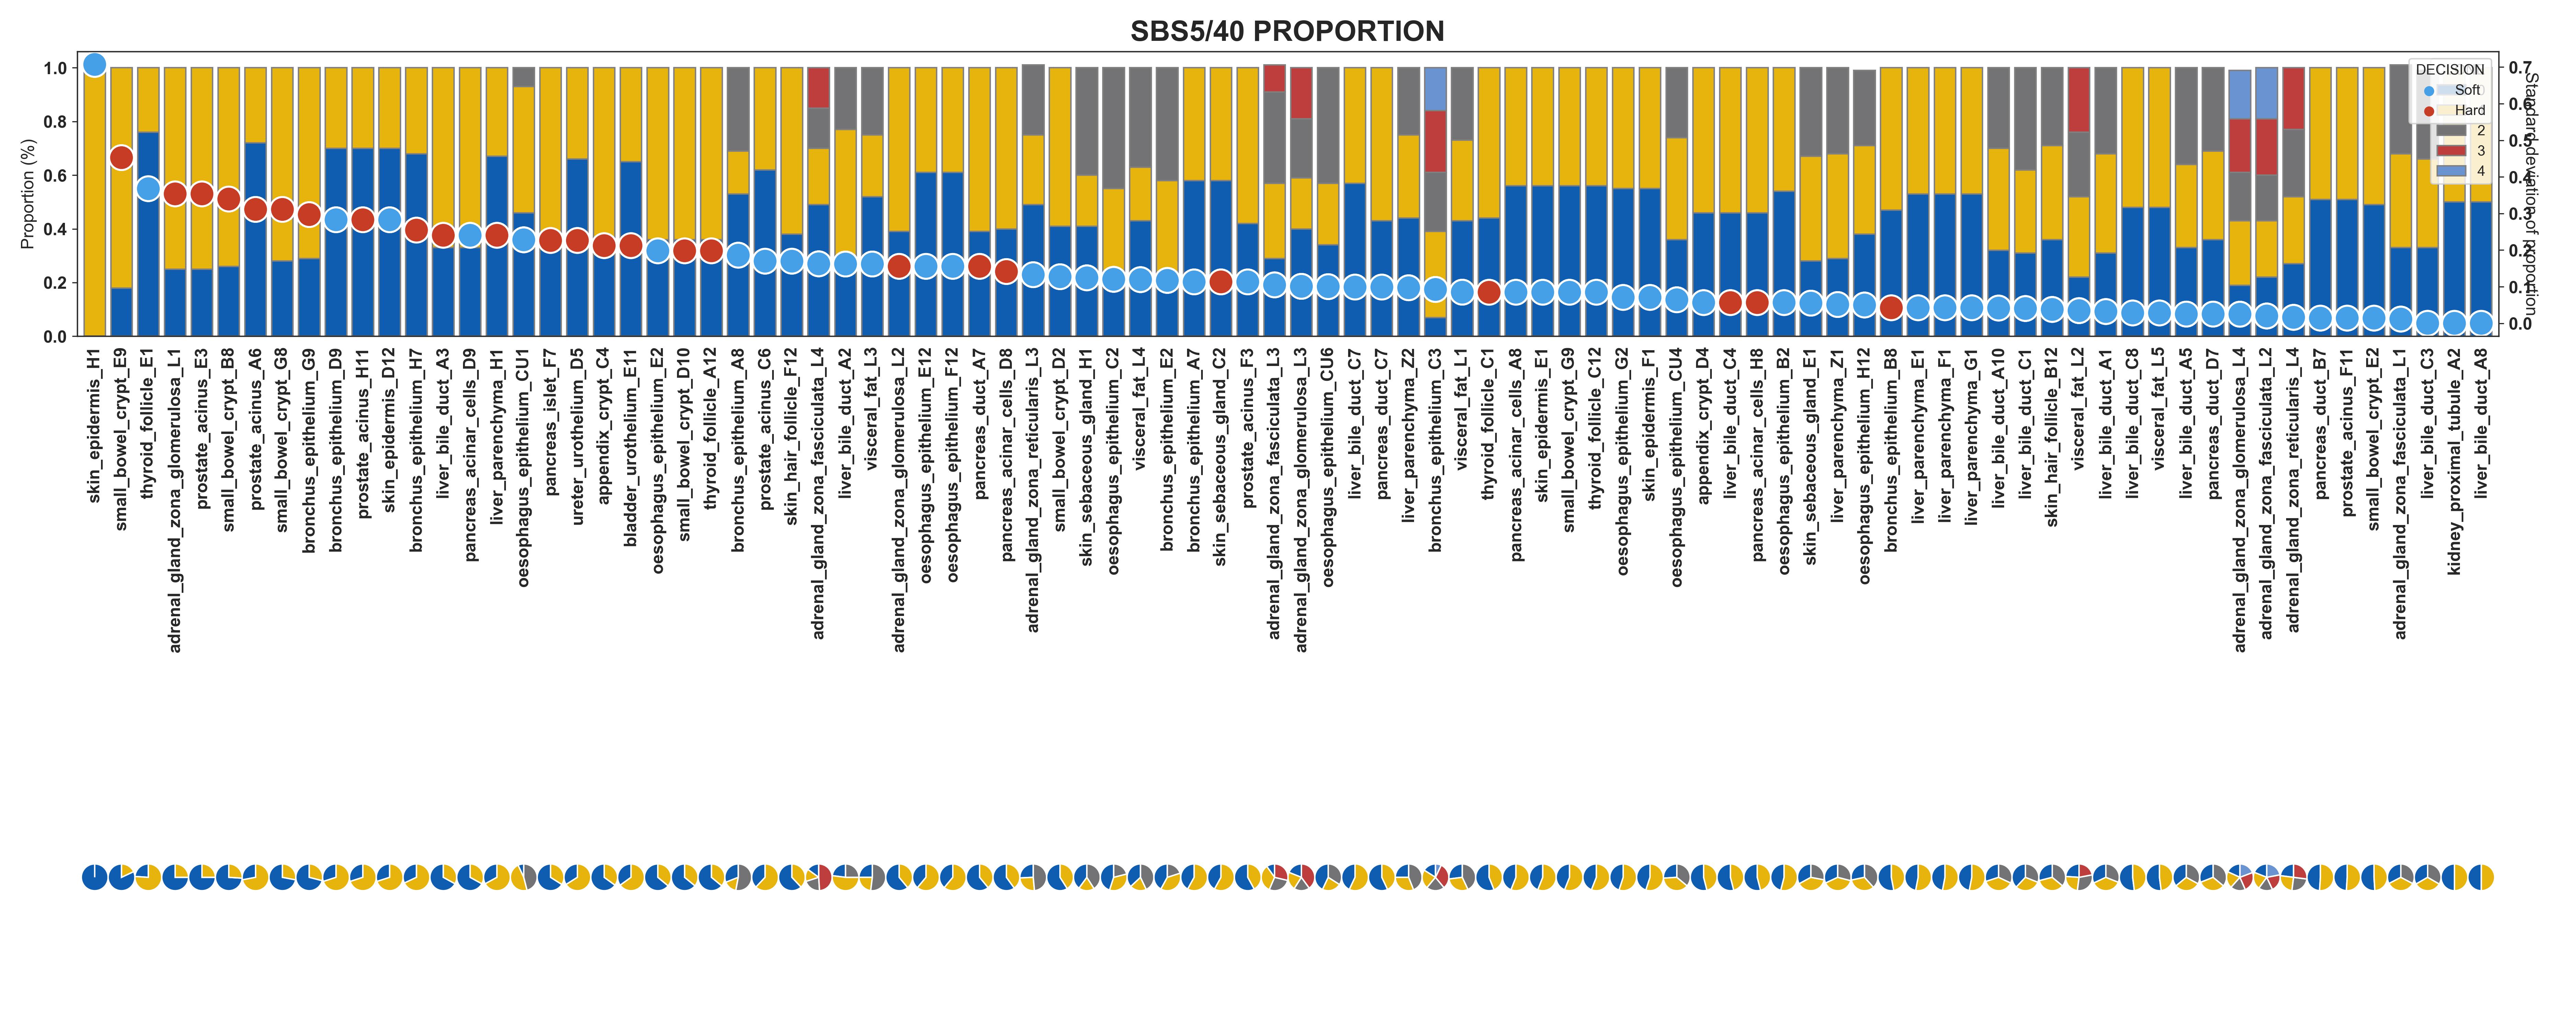 SBS5/40 PROPORTION
Proportion (%)
1.0
0.8
0.6
0.4
0.2
0.0
0.7
0.6
0.5
0.4
0.3
0.2
0.1
0.0
Standard deviation of proportion
DECISION
Soft
Hard
2
3
4
skin_epidermis_H1
small_bowel_crypt_E9
thyroid_follicle_E1
adrenal_gland_zona_glomerulosa_L1
prostate_acinus_E3
small_bowel_crypt_B8
prostate_acinus_A6
small_bowel_crypt_G8
bronchus_epithelium_G9
bronchus_epithelium_D9
prostate_acinus_H11
skin_epidermis_D12
bronchus_epithelium_H7
liver_bile_duct_A3
pancreas_acinar_cells_D9
liver_parenchyma_H1
oesophagus_epithelium_CU1
pancreas_islet_F7
ureter_urothelium_D5
appendix_crypt_C4
bladder_urothelium_E11
oesophagus_epithelium_E2
small_bowel_crypt_D10
thyroid_follicle_A12
bronchus_epithelium_A8
prostate_acinus_C6
skin_hair_follicle_F12
adrenal_gland_zona_fasciculata_L4
liver_bile_duct_A2
visceral_fat_L3
adrenal_gland_zona_glomerulosa_L2
oesophagus_epithelium_E12
oesophagus_epithelium_F12
pancreas_duct_A7
pancreas_acinar_cells_D8
adrenal_gland_zona_reticularis_L3
small_bowel_crypt_D2
skin_sebaceous_gland_H1
oesophagus_epithelium_C2
visceral_fat_L4
bronchus_epithelium_E2
bronchus_epithelium_A7
skin_sebaceous_gland_C2
prostate_acinus_F3
adrenal_gland_zona_fasciculata_L3
adrenal_gland_zona_glomerulosa_L3
oesophagus_epithelium_CU6
liver_bile_duct_C7
pancreas_duct_C7
liver_parenchyma_Z2
bronchus_epithelium_C3
visceral_fat_L1
thyroid_follicle_C1
pancreas_acinar_cells_A8
skin_epidermis_E1
small_bowel_crypt_G9
thyroid_follicle_C12
oesophagus_epithelium_G2
skin_epidermis_F1
oesophagus_epithelium_CU4
appendix_crypt_D4
liver_bile_duct_C4
pancreas_acinar_cells_H8
oesophagus_epithelium_B2
skin_sebaceous_gland_E1
liver_parenchyma_Z1
oesophagus_epithelium_H12
bronchus_epithelium_B8
liver_parenchyma_E1
liver_parenchyma_F1
liver_parenchyma_G1
liver_bile_duct_A10
liver_bile_duct_C1
skin_hair_follicle_B12
visceral_fat_L2
liver_bile_duct_A1
liver_bile_duct_C8
visceral_fat_L5
liver_bile_duct_A5
pancreas_duct_D7
adrenal_gland_zona_glomerulosa_L4
adrenal_gland_zona_fasciculata_L2
adrenal_gland_zona_reticularis_L4
pancreas_duct_B7
prostate_acinus_F11
small_bowel_crypt_E2
adrenal_gland_zona_fasciculata_L1
liver_bile_duct_C3
kidney_proximal_tubule_A2
liver_bile_duct_A8